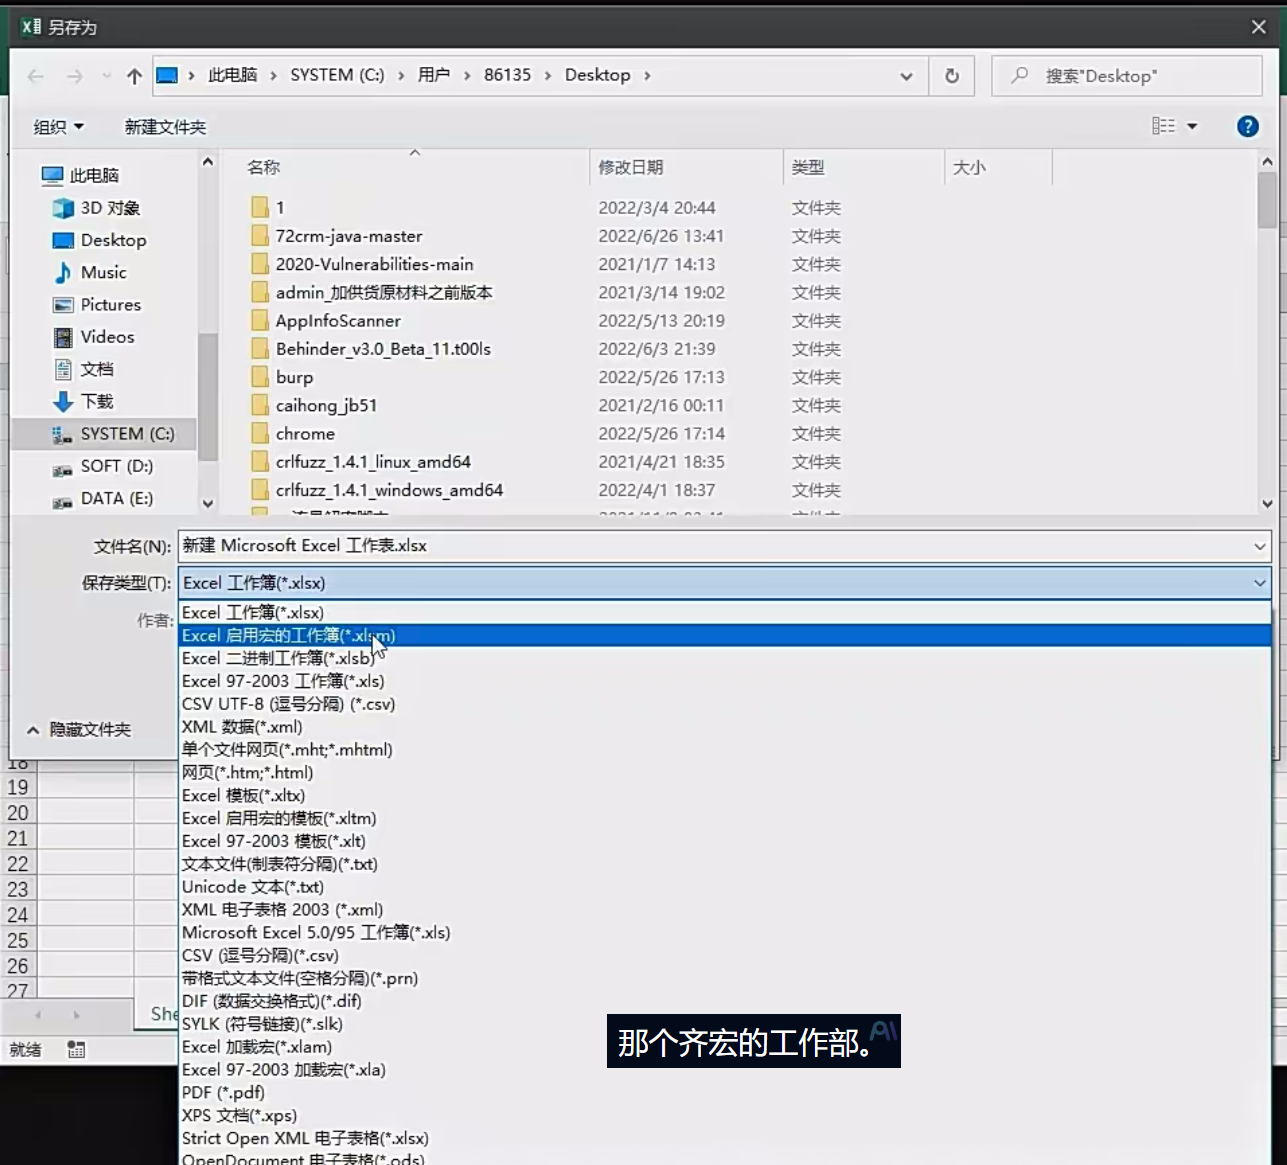 另存为
此电脑 SYSTEM (C:) 用户 86135 Desktop
搜索"Desktop"
组织 新建文件夹
名称 修改日期 类型 大小
此电脑
3D 对象
Desktop
Music
Pictures
Videos
文档
下载
SYSTEM (C:)
SOFT (D:)
DATA (E:)
1 2022/3/4 20:44 文件夹
72crm-java-master 2022/6/26 13:41 文件夹
2020-Vulnerabilities-main 2021/1/7 14:13 文件夹
admin_加供货原材料之前版本 2021/3/14 19:02 文件夹
AppInfoScanner 2022/5/13 20:19 文件夹
Behinder_v3.0_Beta_11.t00ls 2022/6/3 21:39 文件夹
burp 2022/5/26 17:13 文件夹
caihong_jb51 2021/2/16 00:11 文件夹
chrome 2022/5/26 17:14 文件夹
crlfuzz_1.4.1_linux_amd64 2021/4/21 18:35 文件夹
crlfuzz_1.4.1_windows_amd64 2022/4/1 18:37 文件夹
文件名(N): 新建 Microsoft Excel 工作表.xlsx
保存类型(T): Excel 工作簿(*.xlsx)
作者:
Excel 工作簿(*.xlsx)
Excel 启用宏的工作簿(*.xlsm)
Excel 二进制工作簿(*.xlsb)
Excel 97-2003 工作簿(*.xls)
CSV UTF-8 (逗号分隔) (*.csv)
XML 数据(*.xml)
单个文件网页(*.mht;*.mhtml)
网页(*.htm;*.html)
Excel 模板(*.xltx)
Excel 启用宏的模板(*.xltm)
Excel 97-2003 模板(*.xlt)
文本文件(制表符分隔)(*.txt)
Unicode 文本(*.txt)
XML 电子表格 2003 (*.xml)
Microsoft Excel 5.0/95 工作簿(*.xls)
CSV (逗号分隔)(*.csv)
带格式文本文件(空格分隔)(*.prn)
DIF (数据交换格式)(*.dif)
SYLK (符号链接)(*.slk)
Excel 加载宏(*.xlam)
Excel 97-2003 加载宏(*.xla)
PDF (*.pdf)
XPS 文档(*.xps)
Strict Open XML 电子表格(*.xlsx)
OpenDocument 电子表格(*.ods)
隐藏文件夹
18
19
20
21
22
23
24
25
26
27
She
就绪
那个齐宏的工作部。
AI